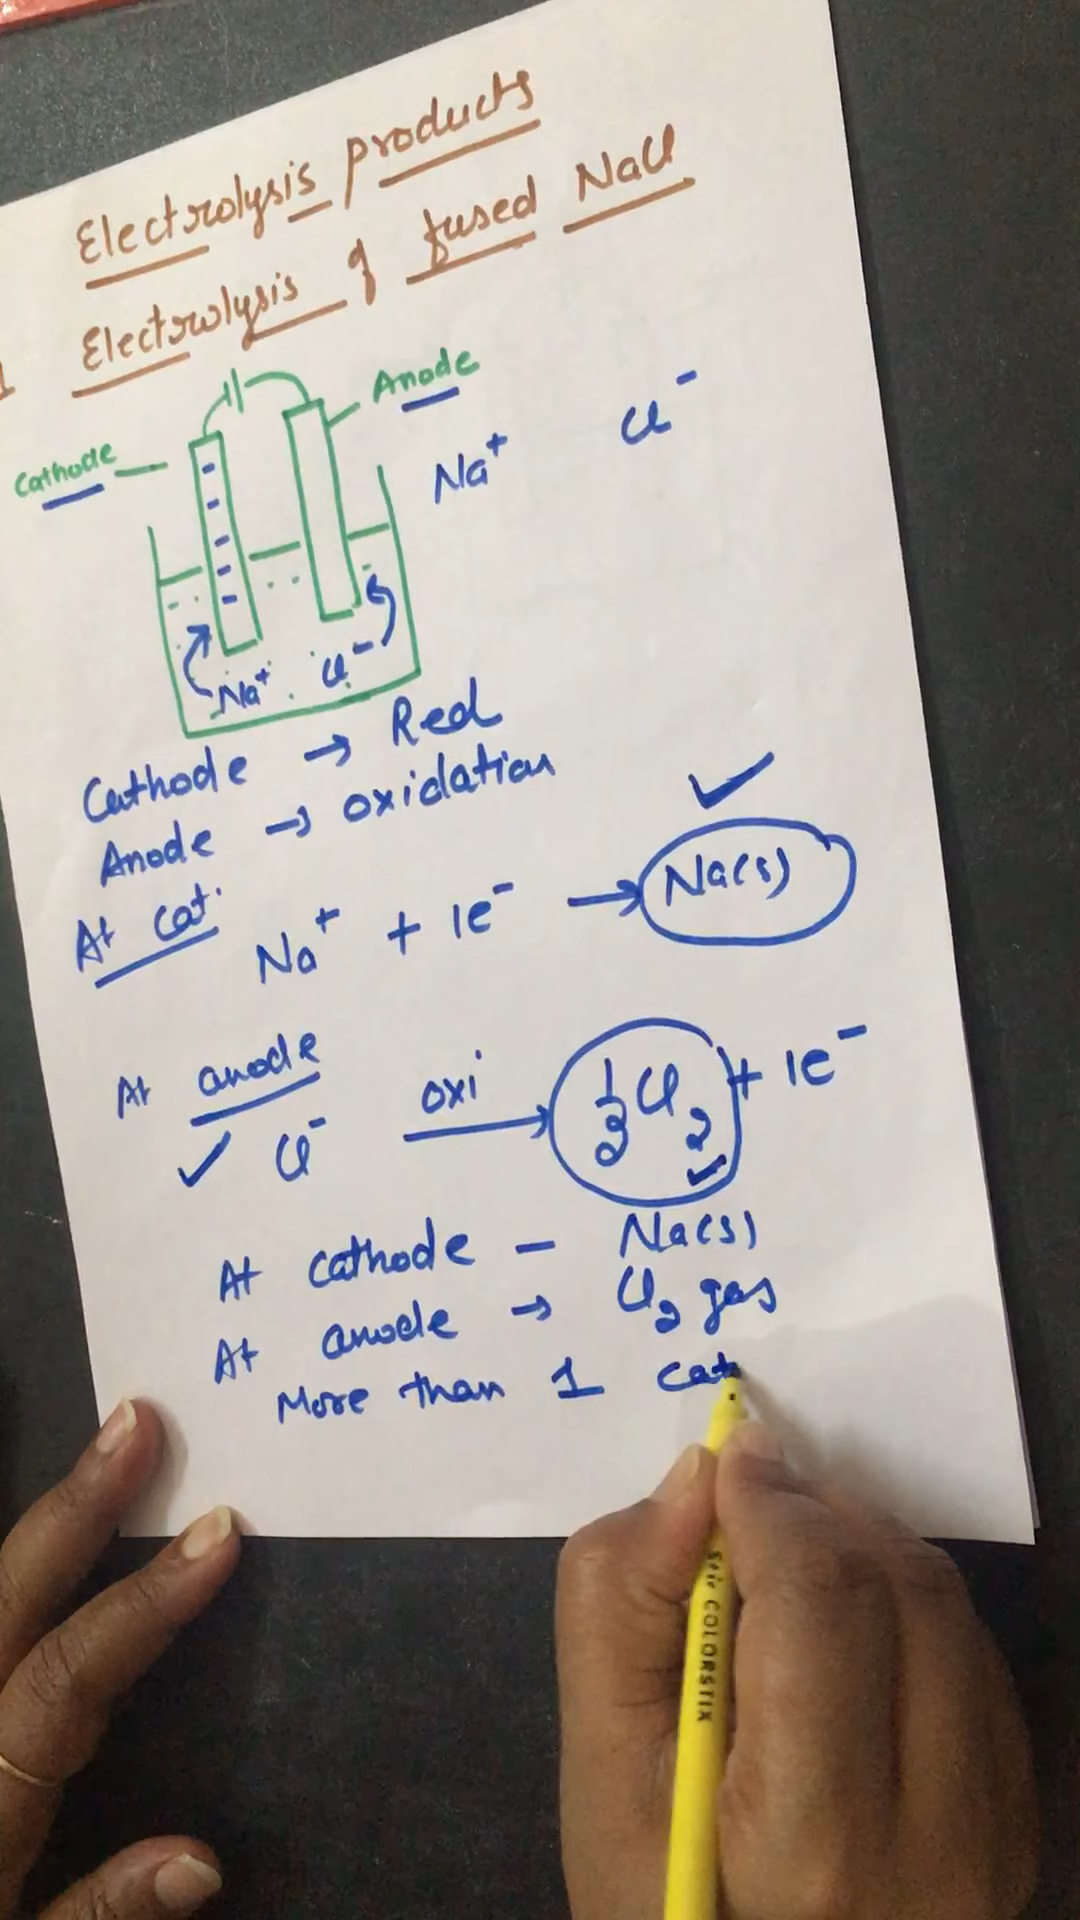 Electrolysis products
1 Electrolysis of fused NaCl
Anode
Cathode
Na⁺ Cl⁻
Na⁺ Cl⁻
Cathode → Red
Anode → oxidation
At cat.
Na⁺ + 1e⁻ → Na(s)
At anode
Cl⁻ oxi → ½Cl₂ + 1e⁻
At cathode – Na(s)
At anode → Cl₂ gas
More than 1 cat
Stic COLORSTIX